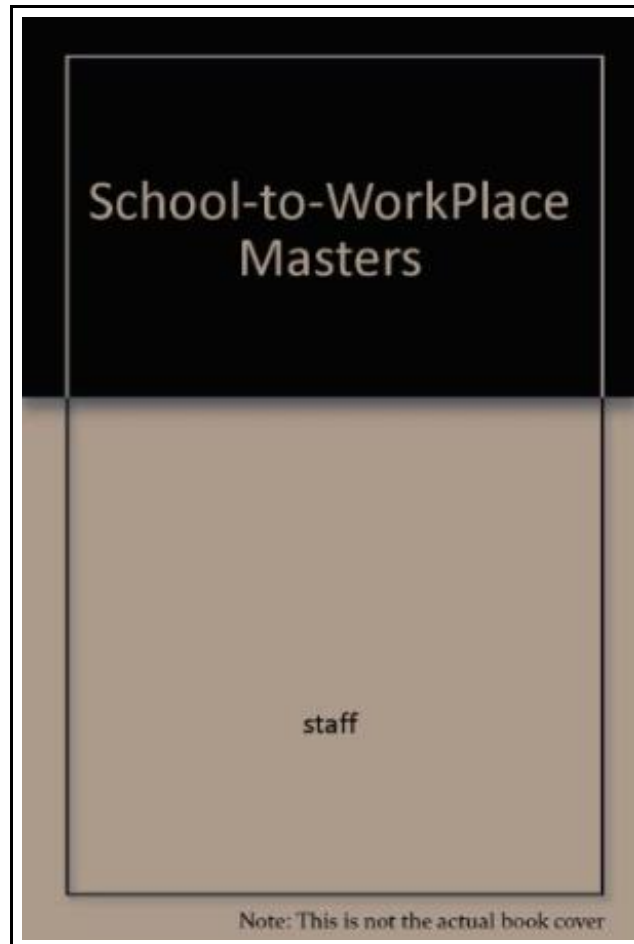 School-to-WorkPlace
Masters
staff
Note: This is not the actual book cover